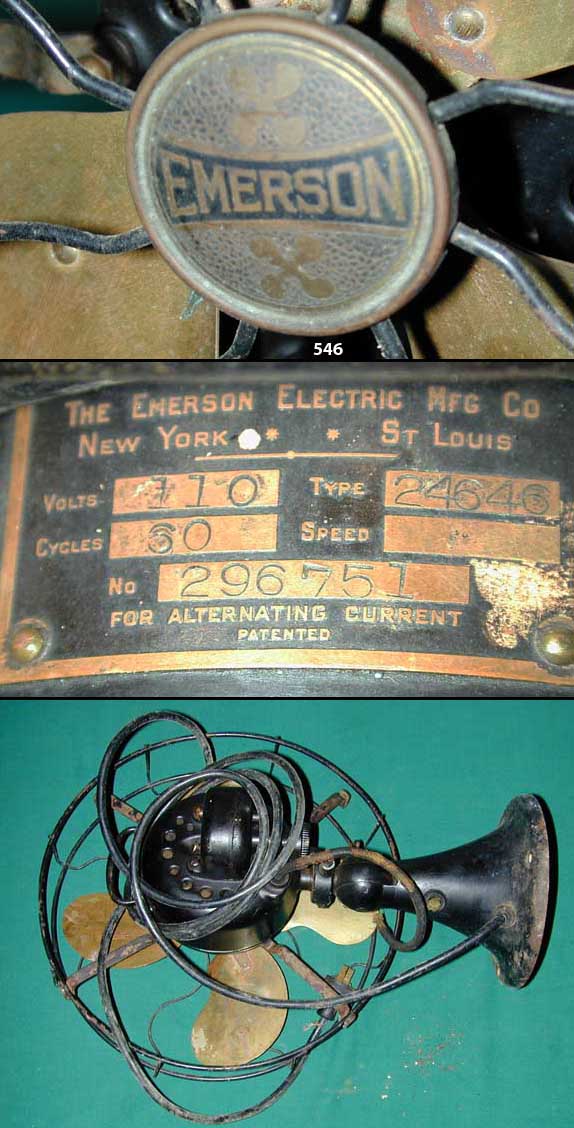 EMERSON
546
THE EMERSON ELECTRIC MFG CO
NEW YORK * * ST LOUIS
VOLTS 110 TYPE 24646
CYCLES 60 SPEED
No 296751
FOR ALTERNATING CURRENT
PATENTED